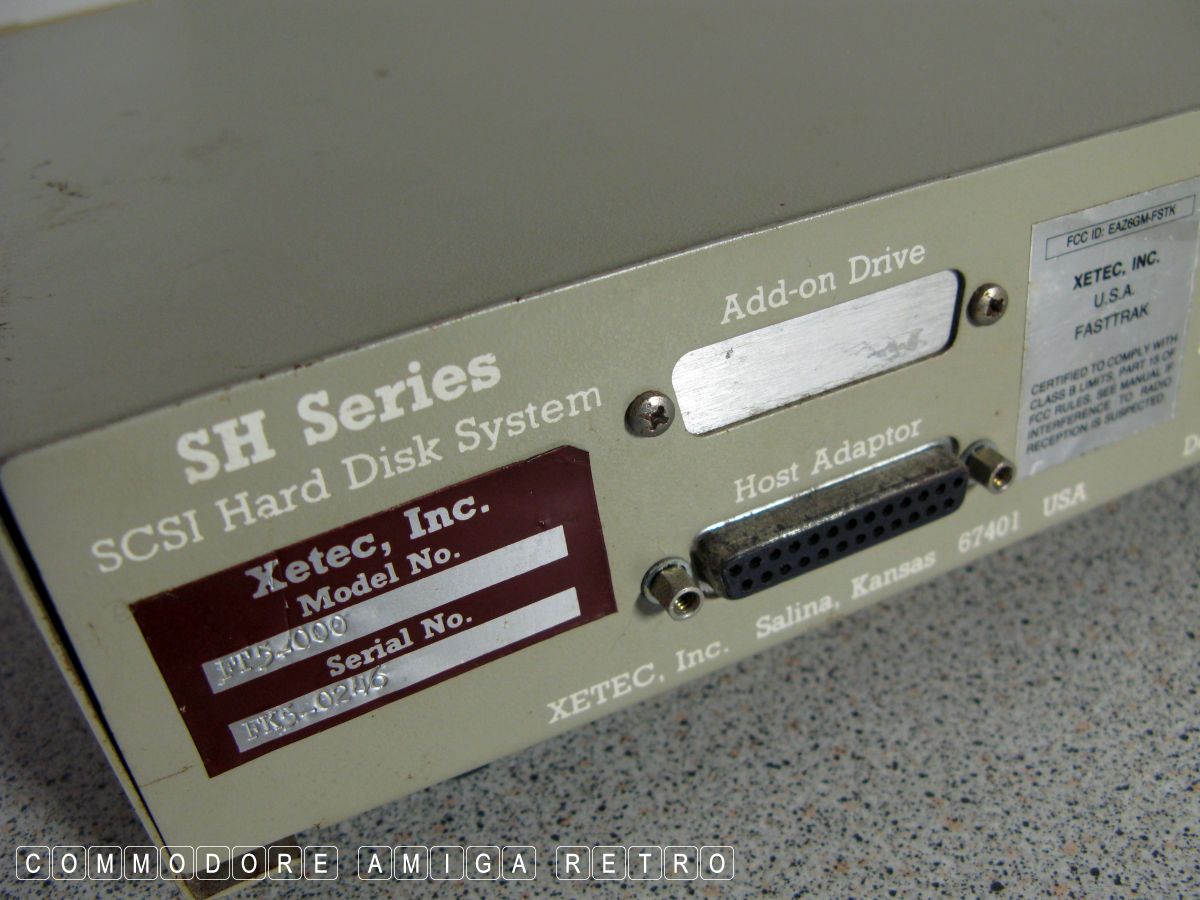 SH Series
SCSI Hard Disk System
Xetec, Inc.
Model No.
FT5-000
Serial No.
FK5-0246
Add-on Drive
Host Adaptor
XETEC, Inc. Salina, Kansas 67401 USA
FCC ID: EAZ6GM-FSTK
XETEC, INC.
U.S.A.
FASTTRAK
CERTIFIED TO COMPLY WITH
CLASS B LIMITS, PART 15 OF
FCC RULES. SEE MANUAL IF
INTERFERENCE TO RADIO
RECEPTION IS SUSPECTED.
COMMODORE AMIGA RETRO